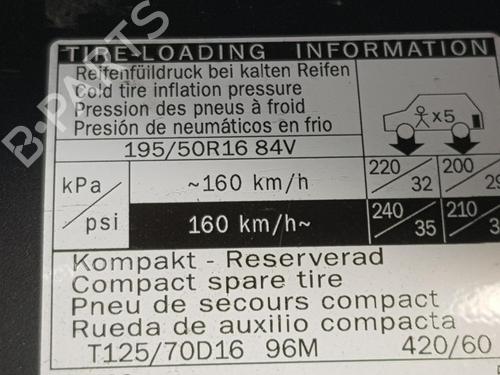 TIRE-LOADING INFORMATION
Reifenfülldruck bei kalten Reifen
Cold tire inflation pressure
Pression des pneus à froid
Presión de neumáticos en frio
x5
195/50R16 84V
kPa/psi ~160 km/h 220/32 200/29
160 km/h~ 240/35 210/
Kompakt - Reserverad
Compact spare tire
Pneu de secours compact
Rueda de auxilio compacta
T125/70D16 96M 420/60
B-PARTS